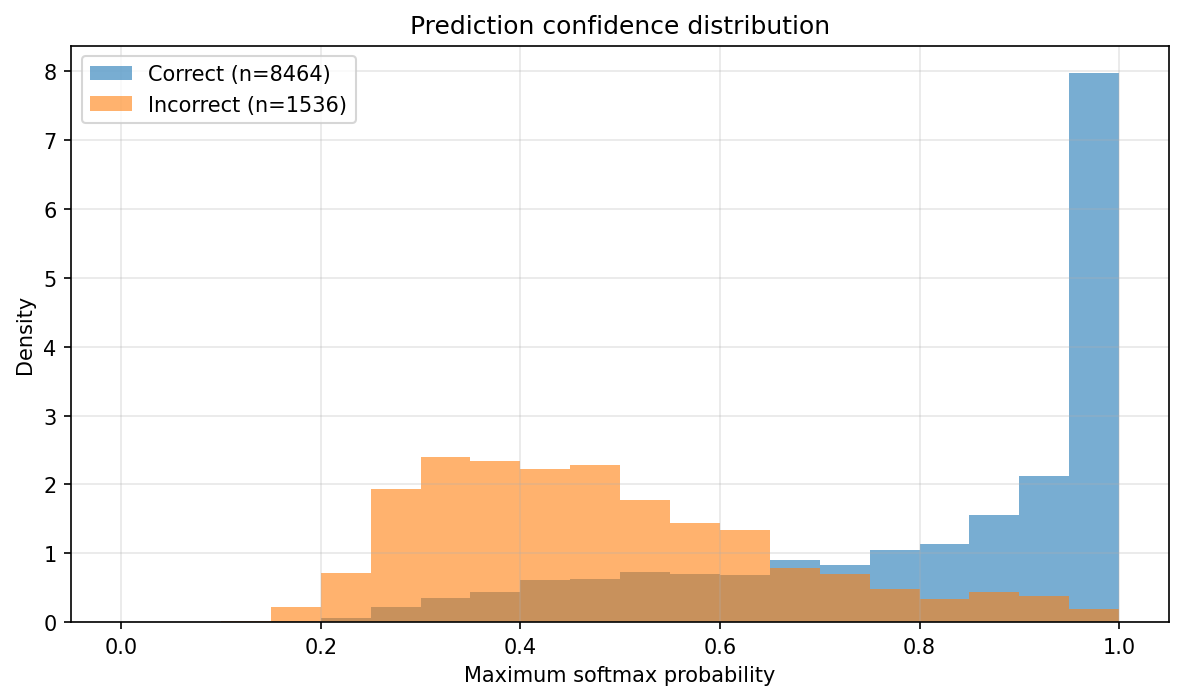 Prediction confidence distribution
Correct (n=8464)
Incorrect (n=1536)
Density
8
7
6
5
4
3
2
1
0
0.0 0.2 0.4 0.6 0.8 1.0
Maximum softmax probability